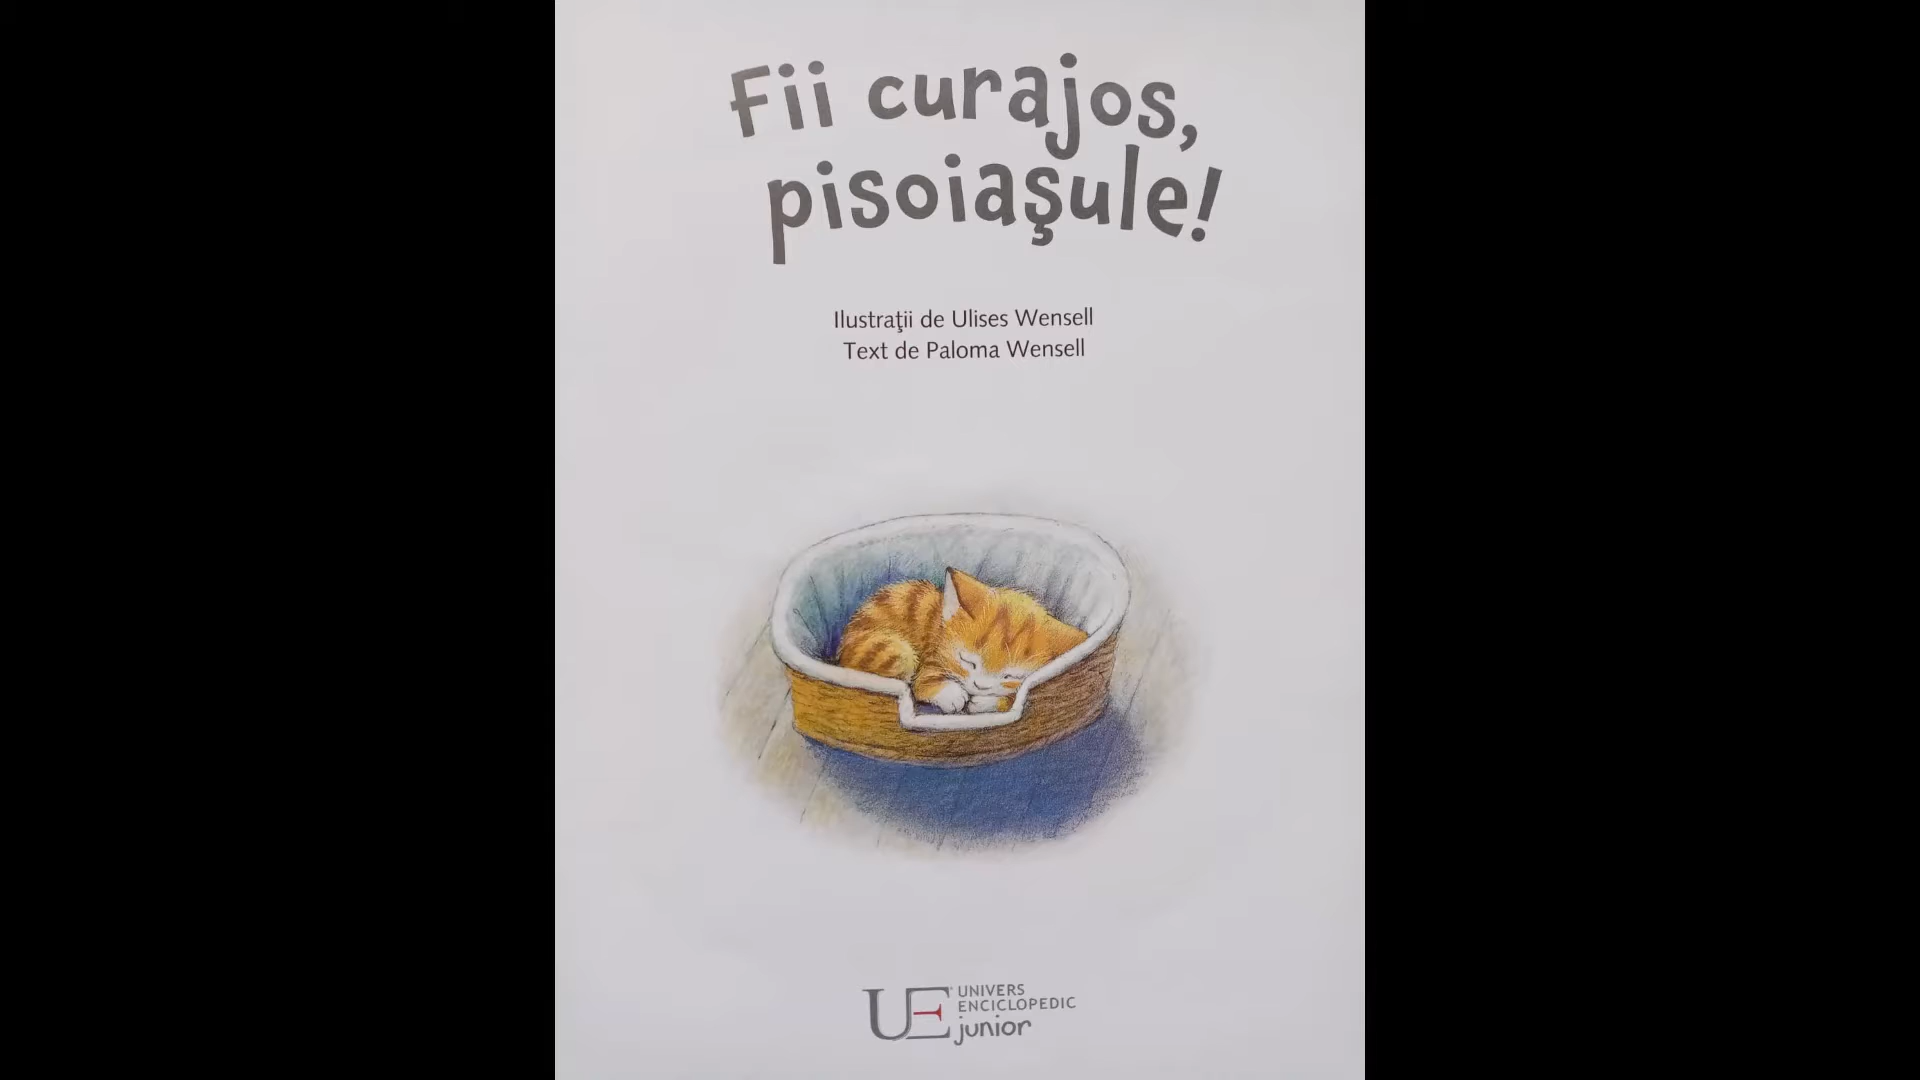 Fii curajos,
pisoiaşule!
Ilustraţii de Ulises Wensell
Text de Paloma Wensell
UE UNIVERS
ENCICLOPEDIC
junior